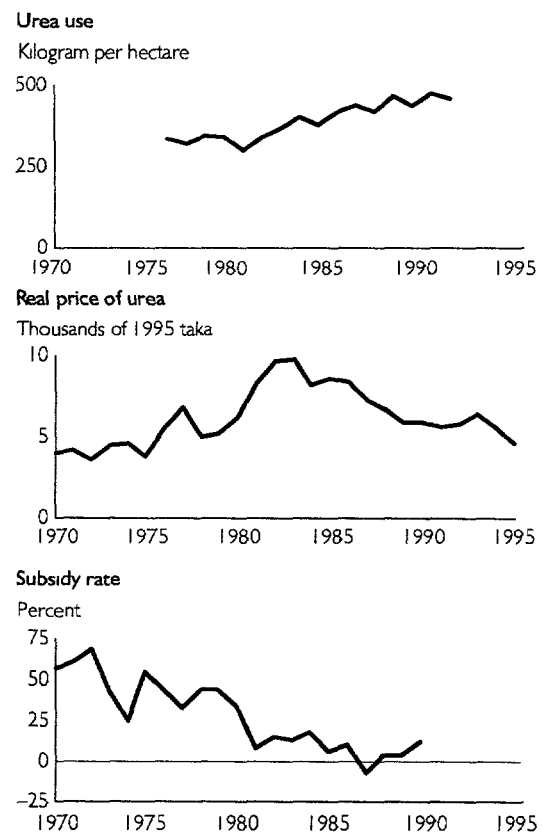 Urea use
Kilogram per hectare
500
250
0
1970 1975 1980 1985 1990 1995
Real price of urea
Thousands of 1995 taka
10
5
0
1970 1975 1980 1985 1990 1995
Subsidy rate
Percent
75
50
25
0
–25
1970 1975 1980 1985 1990 1995